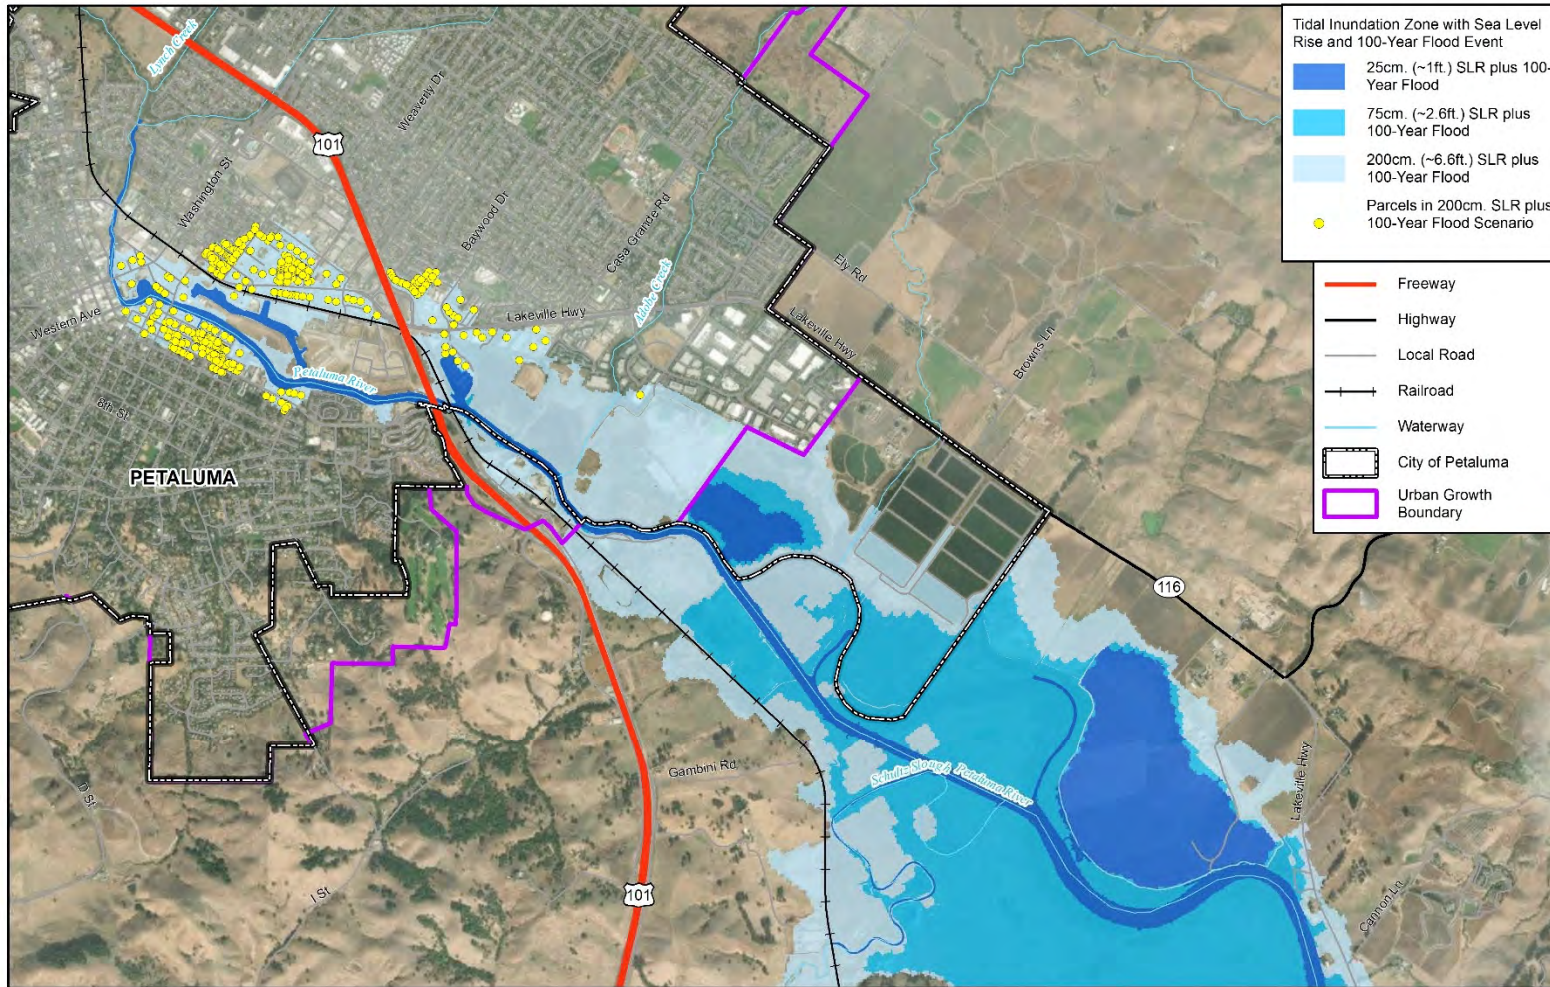 Tidal Inundation Zone with Sea Level
Rise and 100-Year Flood Event
25cm. (~1ft.) SLR plus 100-
Year Flood
75cm. (~2.6ft.) SLR plus
100-Year Flood
200cm. (~6.6ft.) SLR plus
100-Year Flood
Parcels in 200cm. SLR plus
100-Year Flood Scenario
Freeway
Highway
Local Road
Railroad
Waterway
City of Petaluma
Urban Growth
Boundary
Lynch Creek
101
Weaverly Dr
Washington St
Baywood Dr
Casa Grande Rd
Adobe Creek
Ely Rd
Lakeville Hwy
Lakeville Hwy
Browns Ln
Western Ave
Petaluma River
8th St
PETALUMA
116
Gambini Rd
Schultz Slough
Petaluma River
Lakeville Hwy
D St
I St
101
Cannon Ln